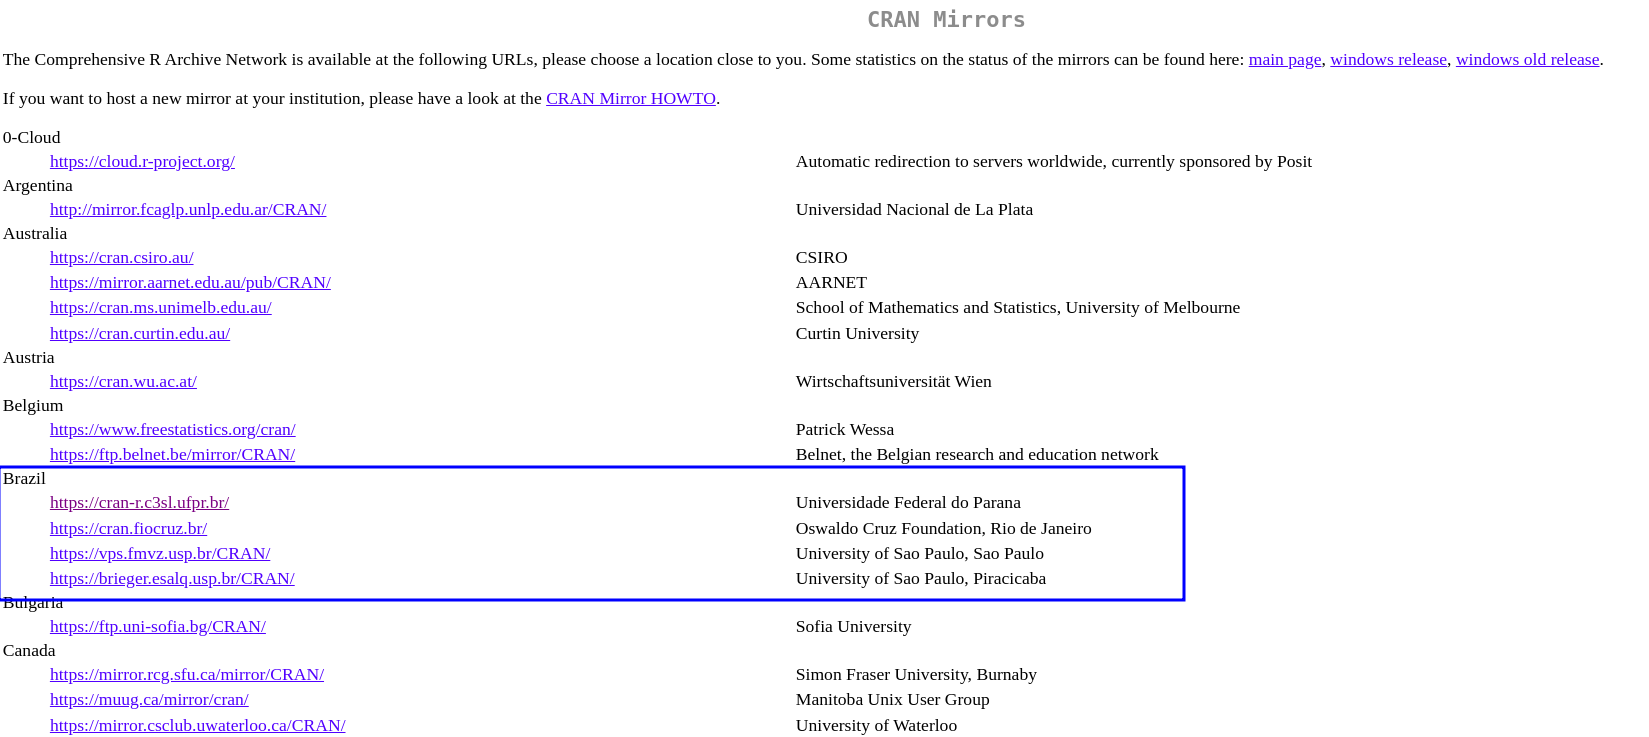 CRAN Mirrors
The Comprehensive R Archive Network is available at the following URLs, please choose a location close to you. Some statistics on the status of the mirrors can be found here: main page, windows release, windows old release.
If you want to host a new mirror at your institution, please have a look at the CRAN Mirror HOWTO.
0-Cloud
https://cloud.r-project.org/ Automatic redirection to servers worldwide, currently sponsored by Posit
Argentina
http://mirror.fcaglp.unlp.edu.ar/CRAN/ Universidad Nacional de La Plata
Australia
https://cran.csiro.au/ CSIRO
https://mirror.aarnet.edu.au/pub/CRAN/ AARNET
https://cran.ms.unimelb.edu.au/ School of Mathematics and Statistics, University of Melbourne
https://cran.curtin.edu.au/ Curtin University
Austria
https://cran.wu.ac.at/ Wirtschaftsuniversität Wien
Belgium
https://www.freestatistics.org/cran/ Patrick Wessa
https://ftp.belnet.be/mirror/CRAN/ Belnet, the Belgian research and education network
Brazil
https://cran-r.c3sl.ufpr.br/ Universidade Federal do Parana
https://cran.fiocruz.br/ Oswaldo Cruz Foundation, Rio de Janeiro
https://vps.fmvz.usp.br/CRAN/ University of Sao Paulo, Sao Paulo
https://brieger.esalq.usp.br/CRAN/ University of Sao Paulo, Piracicaba
Bulgaria
https://ftp.uni-sofia.bg/CRAN/ Sofia University
Canada
https://mirror.rcg.sfu.ca/mirror/CRAN/ Simon Fraser University, Burnaby
https://muug.ca/mirror/cran/ Manitoba Unix User Group
https://mirror.csclub.uwaterloo.ca/CRAN/ University of Waterloo